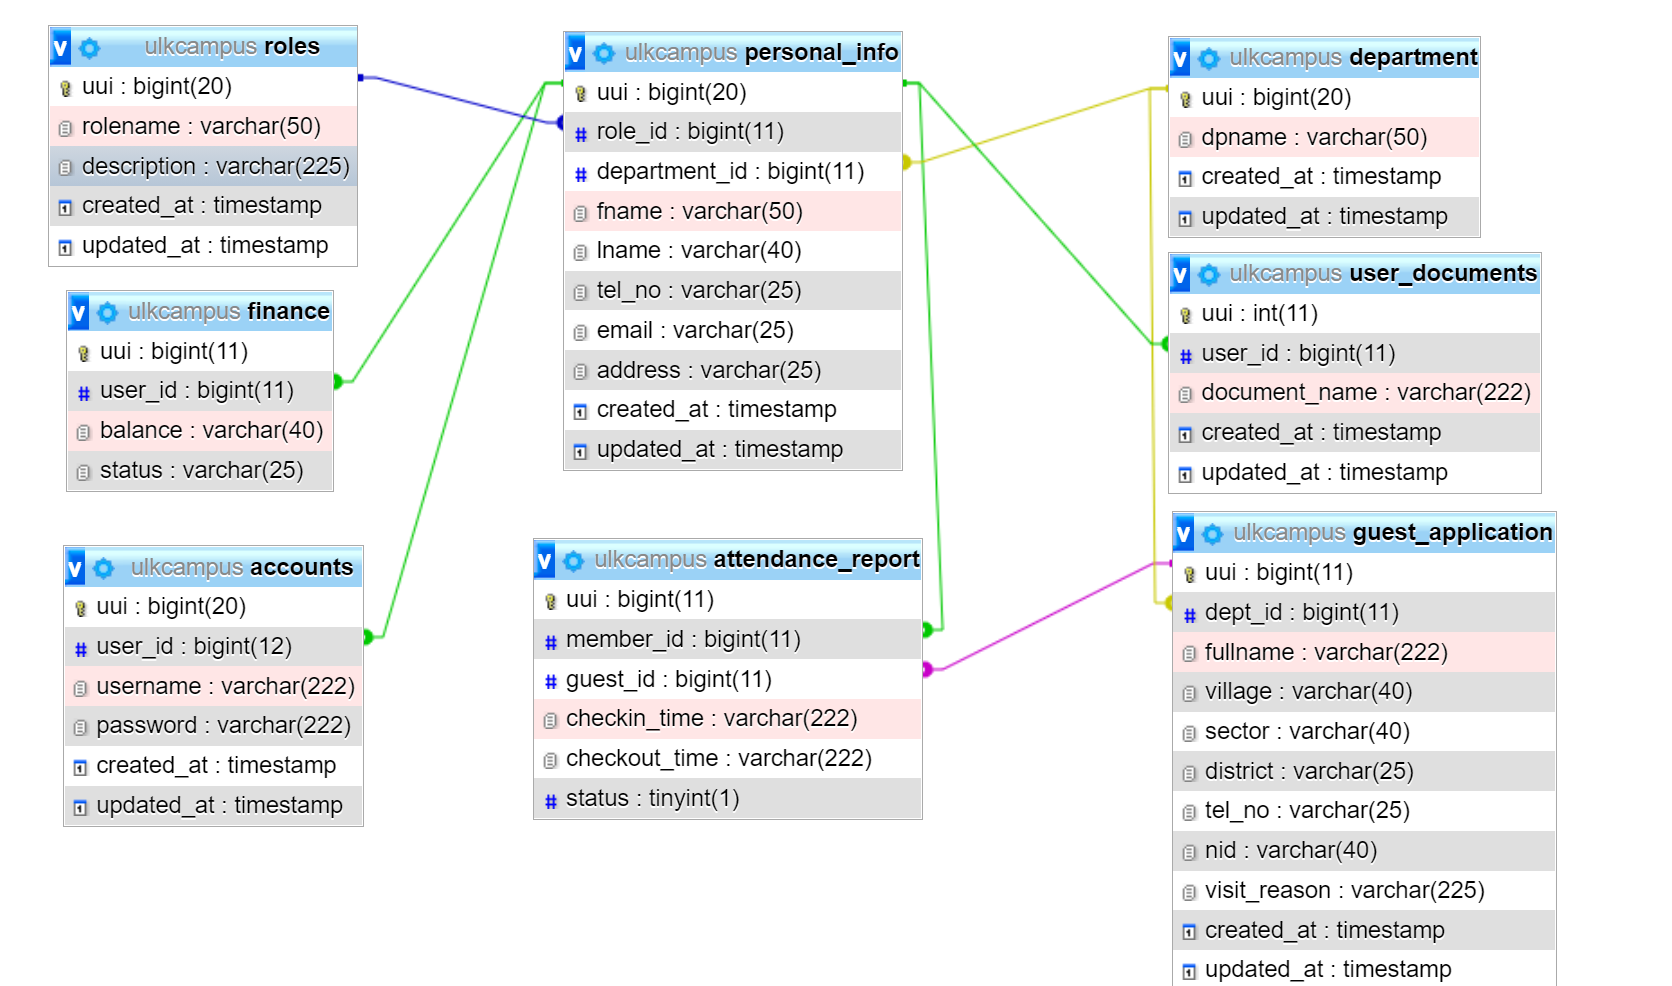 v ulkcampus roles
uui : bigint(20)
rolename : varchar(50)
description : varchar(225)
created_at : timestamp
updated_at : timestamp
v ulkcampus finance
uui : bigint(11)
user_id : bigint(11)
balance : varchar(40)
status : varchar(25)
v ulkcampus accounts
uui : bigint(20)
user_id : bigint(12)
username : varchar(222)
password : varchar(222)
created_at : timestamp
updated_at : timestamp
v ulkcampus personal_info
uui : bigint(20)
# role_id : bigint(11)
# department_id : bigint(11)
fname : varchar(50)
lname : varchar(40)
tel_no : varchar(25)
email : varchar(25)
address : varchar(25)
created_at : timestamp
updated_at : timestamp
v ulkcampus attendance_report
uui : bigint(11)
# member_id : bigint(11)
# guest_id : bigint(11)
checkin_time : varchar(222)
checkout_time : varchar(222)
# status : tinyint(1)
v ulkcampus department
uui : bigint(20)
dpname : varchar(50)
created_at : timestamp
updated_at : timestamp
v ulkcampus user_documents
uui : int(11)
# user_id : bigint(11)
document_name : varchar(222)
created_at : timestamp
updated_at : timestamp
v ulkcampus guest_application
uui : bigint(11)
# dept_id : bigint(11)
fullname : varchar(222)
village : varchar(40)
sector : varchar(40)
district : varchar(25)
tel_no : varchar(25)
nid : varchar(40)
visit_reason : varchar(225)
created_at : timestamp
updated_at : timestamp